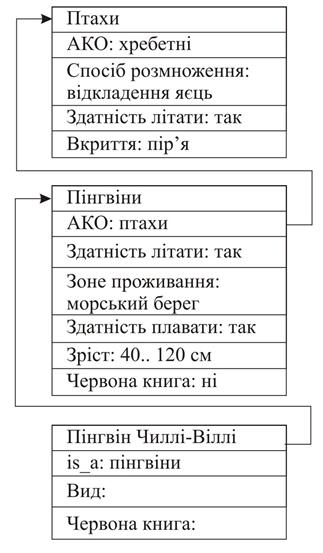 Птахи
АКО: хребетні
Спосіб розмноження:
відкладення яєць
Здатність літати: так
Вкриття: пір’я
Пінгвіни
АКО: птахи
Здатність літати: так
Зоне проживання:
морський берег
Здатність плавати: так
Зріст: 40.. 120 см
Червона книга: ні
Пінгвін Чиллі-Віллі
is_a: пінгвіни
Вид:
Червона книга: